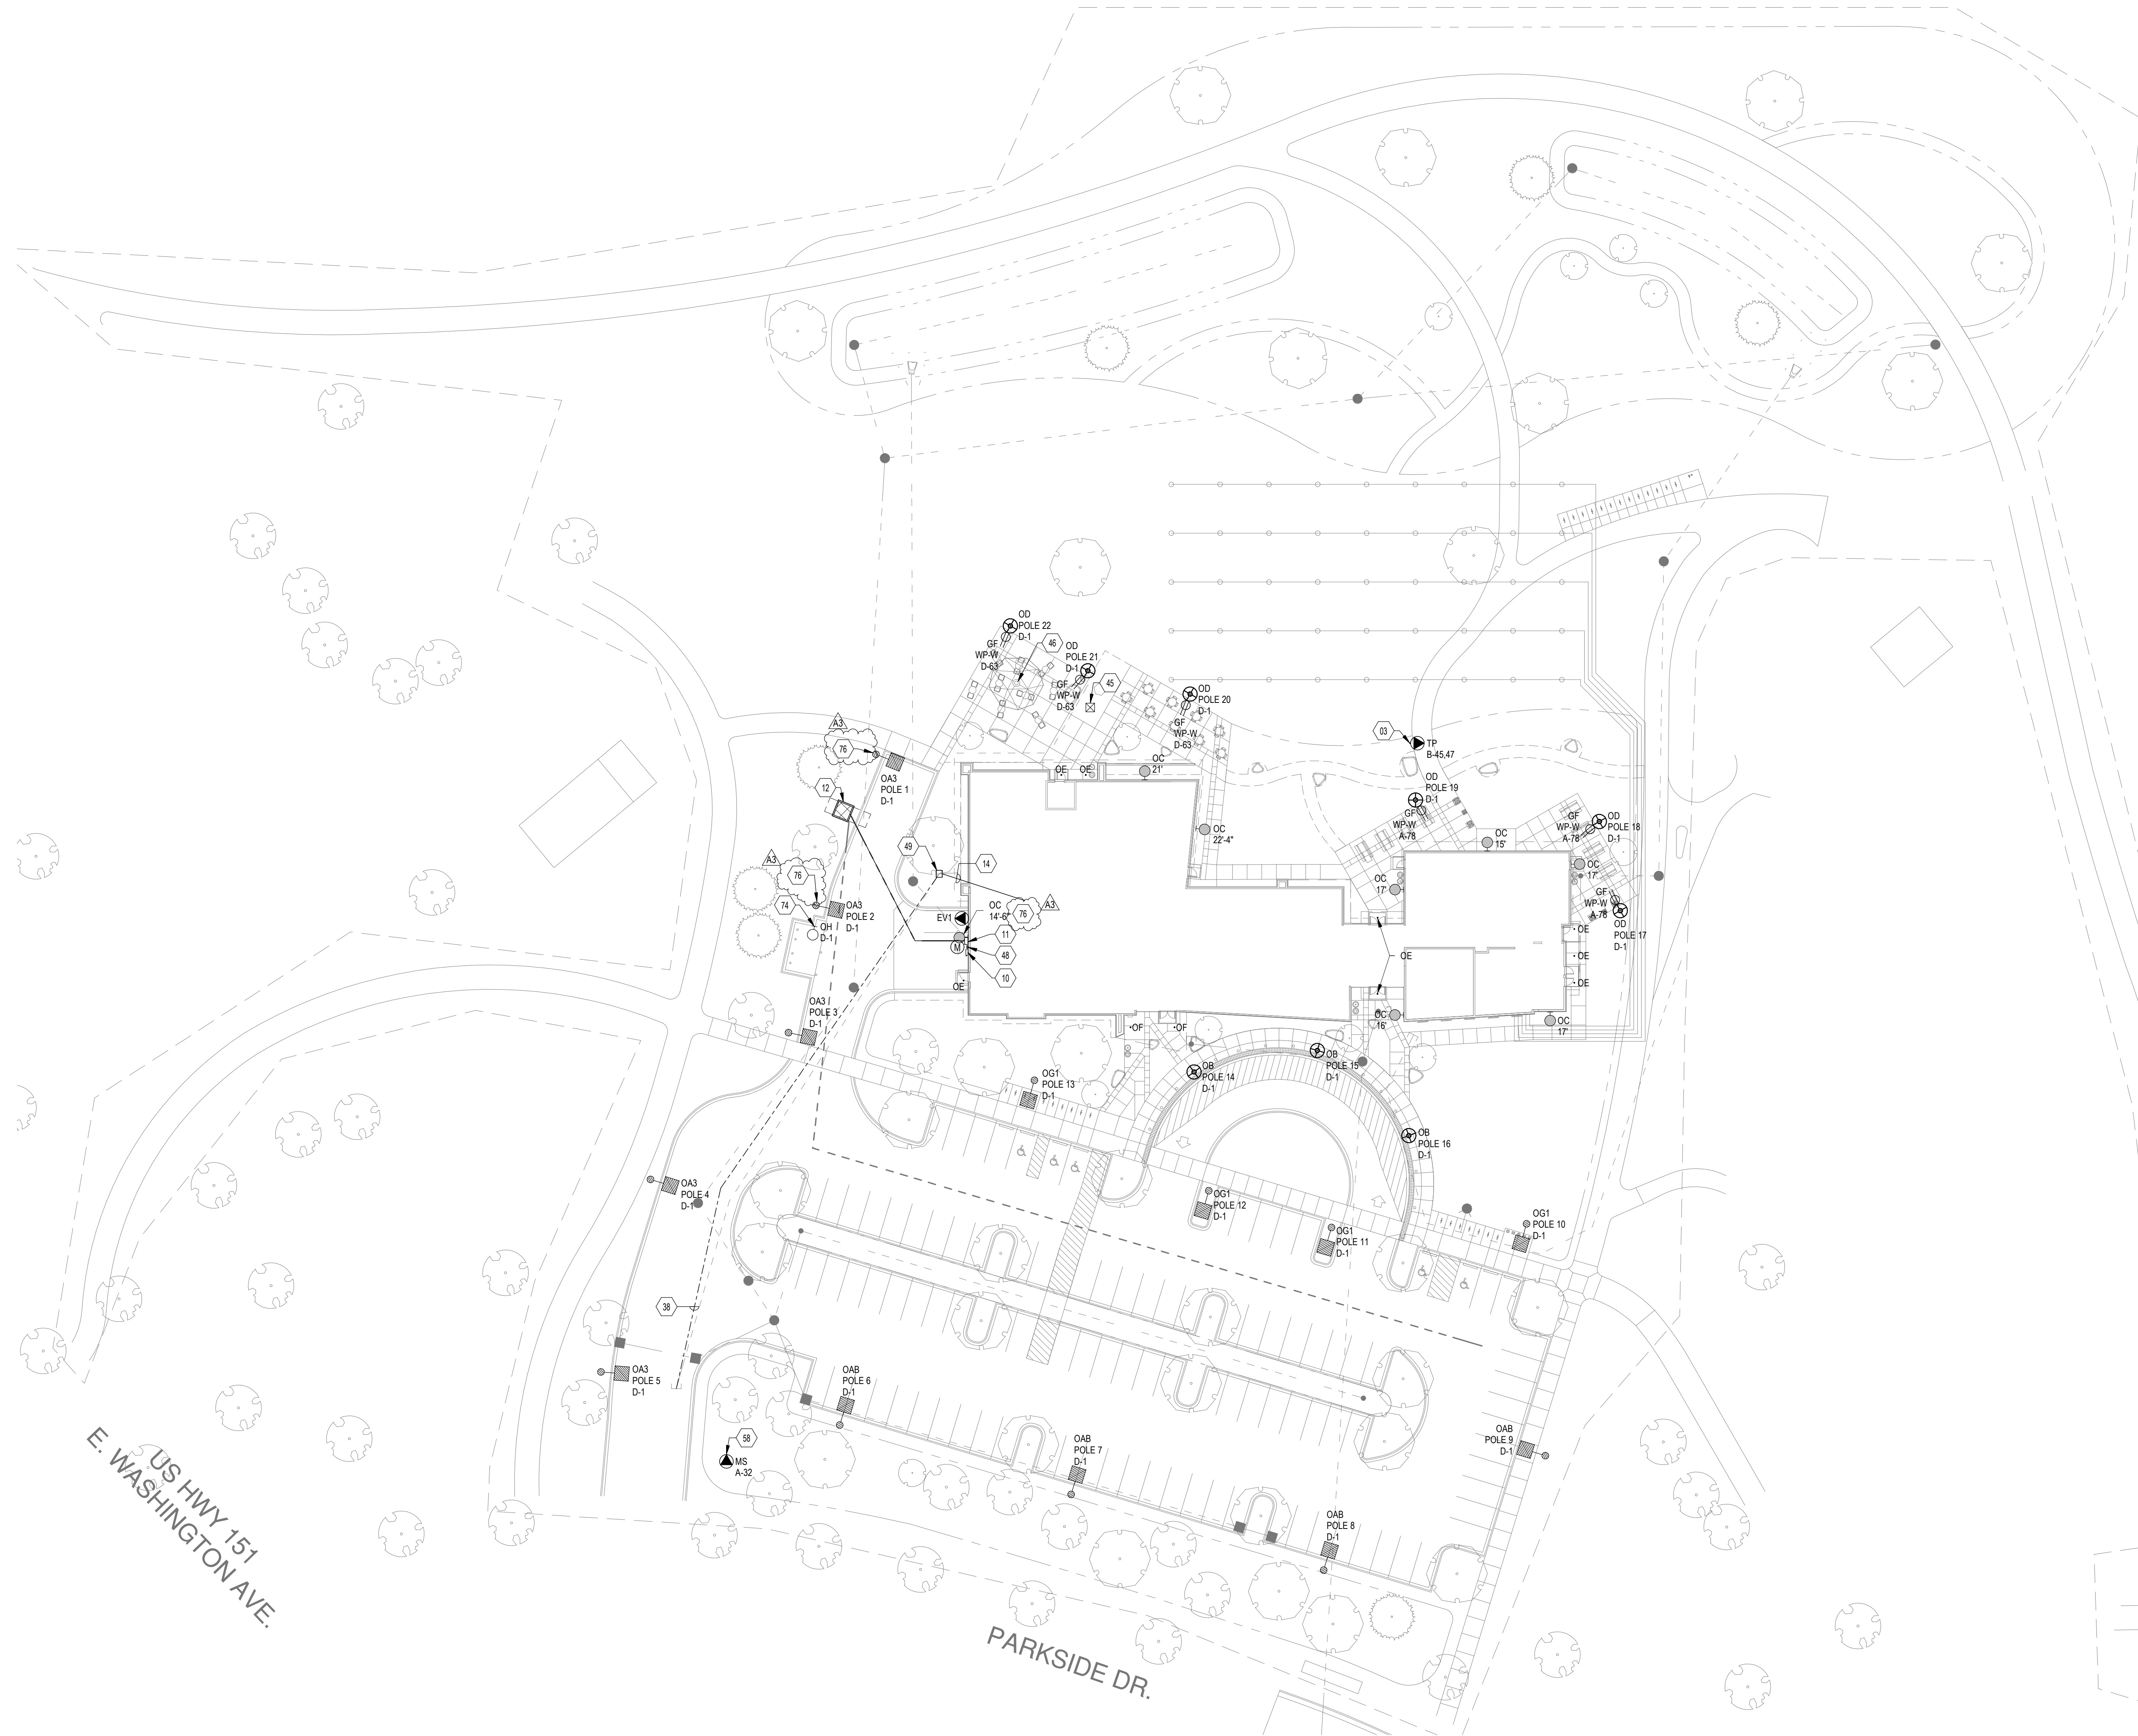 OD
POLE 22
D-1
GF
WP-W
D-63
46
OD
POLE 21
D-1
GF
WP-W
D-63
45
OD
POLE 20
D-1
GF
WP-W
D-63
A3
76
OA3
POLE 1
D-1
12
03
TP
B-45,47
OC
21'
OE
OE
OD
POLE 19
D-1
GF
WP-W
A-78
OC
22'-4"
OC
15'
GF
WP-W
A-78
OD
POLE 18
D-1
49
14
A3
76
74
OA3
POLE 2
D-1
OH
D-1
EV1
OC
14'-6"
76
A3
11
M
48
10
OE
OC
17'
OC
17'
GF
WP-W
A-78
OD
POLE 17
D-1
OE
OE
OE
OE
OA3
POLE 3
D-1
OF
OF
OC
16'
OC
17'
OB
POLE 14
D-1
OB
POLE 15
D-1
OG1
POLE 13
D-1
OB
POLE 16
D-1
OA3
POLE 4
D-1
OG1
POLE 12
D-1
OG1
POLE 11
D-1
OG1
POLE 10
D-1
38
OA3
POLE 5
D-1
OAB
POLE 6
D-1
58
MS
A-32
OAB
POLE 7
D-1
OAB
POLE 9
D-1
OAB
POLE 8
D-1
US HWY 151
E. WASHINGTON AVE.
PARKSIDE DR.